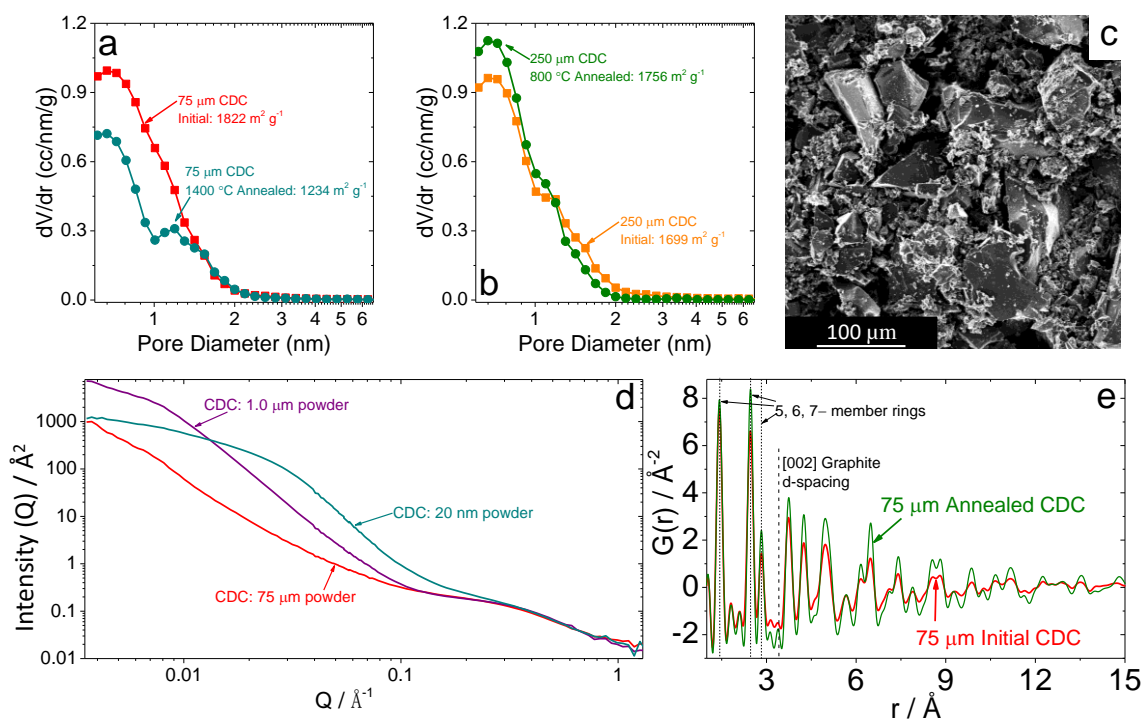 a
1.2
0.9
0.6
0.3
0.0
dV/dr (cc/nm/g)
75 μm CDC
Initial: 1822 m² g⁻¹
75 μm CDC
1400 °C Annealed: 1234 m² g⁻¹
1 2 3 4 5 6
Pore Diameter (nm)
b
1.2
0.9
0.6
0.3
0.0
dV/dr (cc/nm/g)
250 μm CDC
800 °C Annealed: 1756 m² g⁻¹
250 μm CDC
Initial: 1699 m² g⁻¹
1 2 3 4 5 6
Pore Diameter (nm)
c
100 μm
d
1000
100
10
1
0.1
0.01
Intensity (Q) / Å²
CDC: 1.0 μm powder
CDC: 20 nm powder
CDC: 75 μm powder
0.01 0.1 1
Q / Å⁻¹
e
8
6
4
2
0
-2
G(r) / Å⁻²
5, 6, 7– member rings
[002] Graphite
d-spacing
75 μm Annealed CDC
75 μm Initial CDC
3 6 9 12 15
r / Å